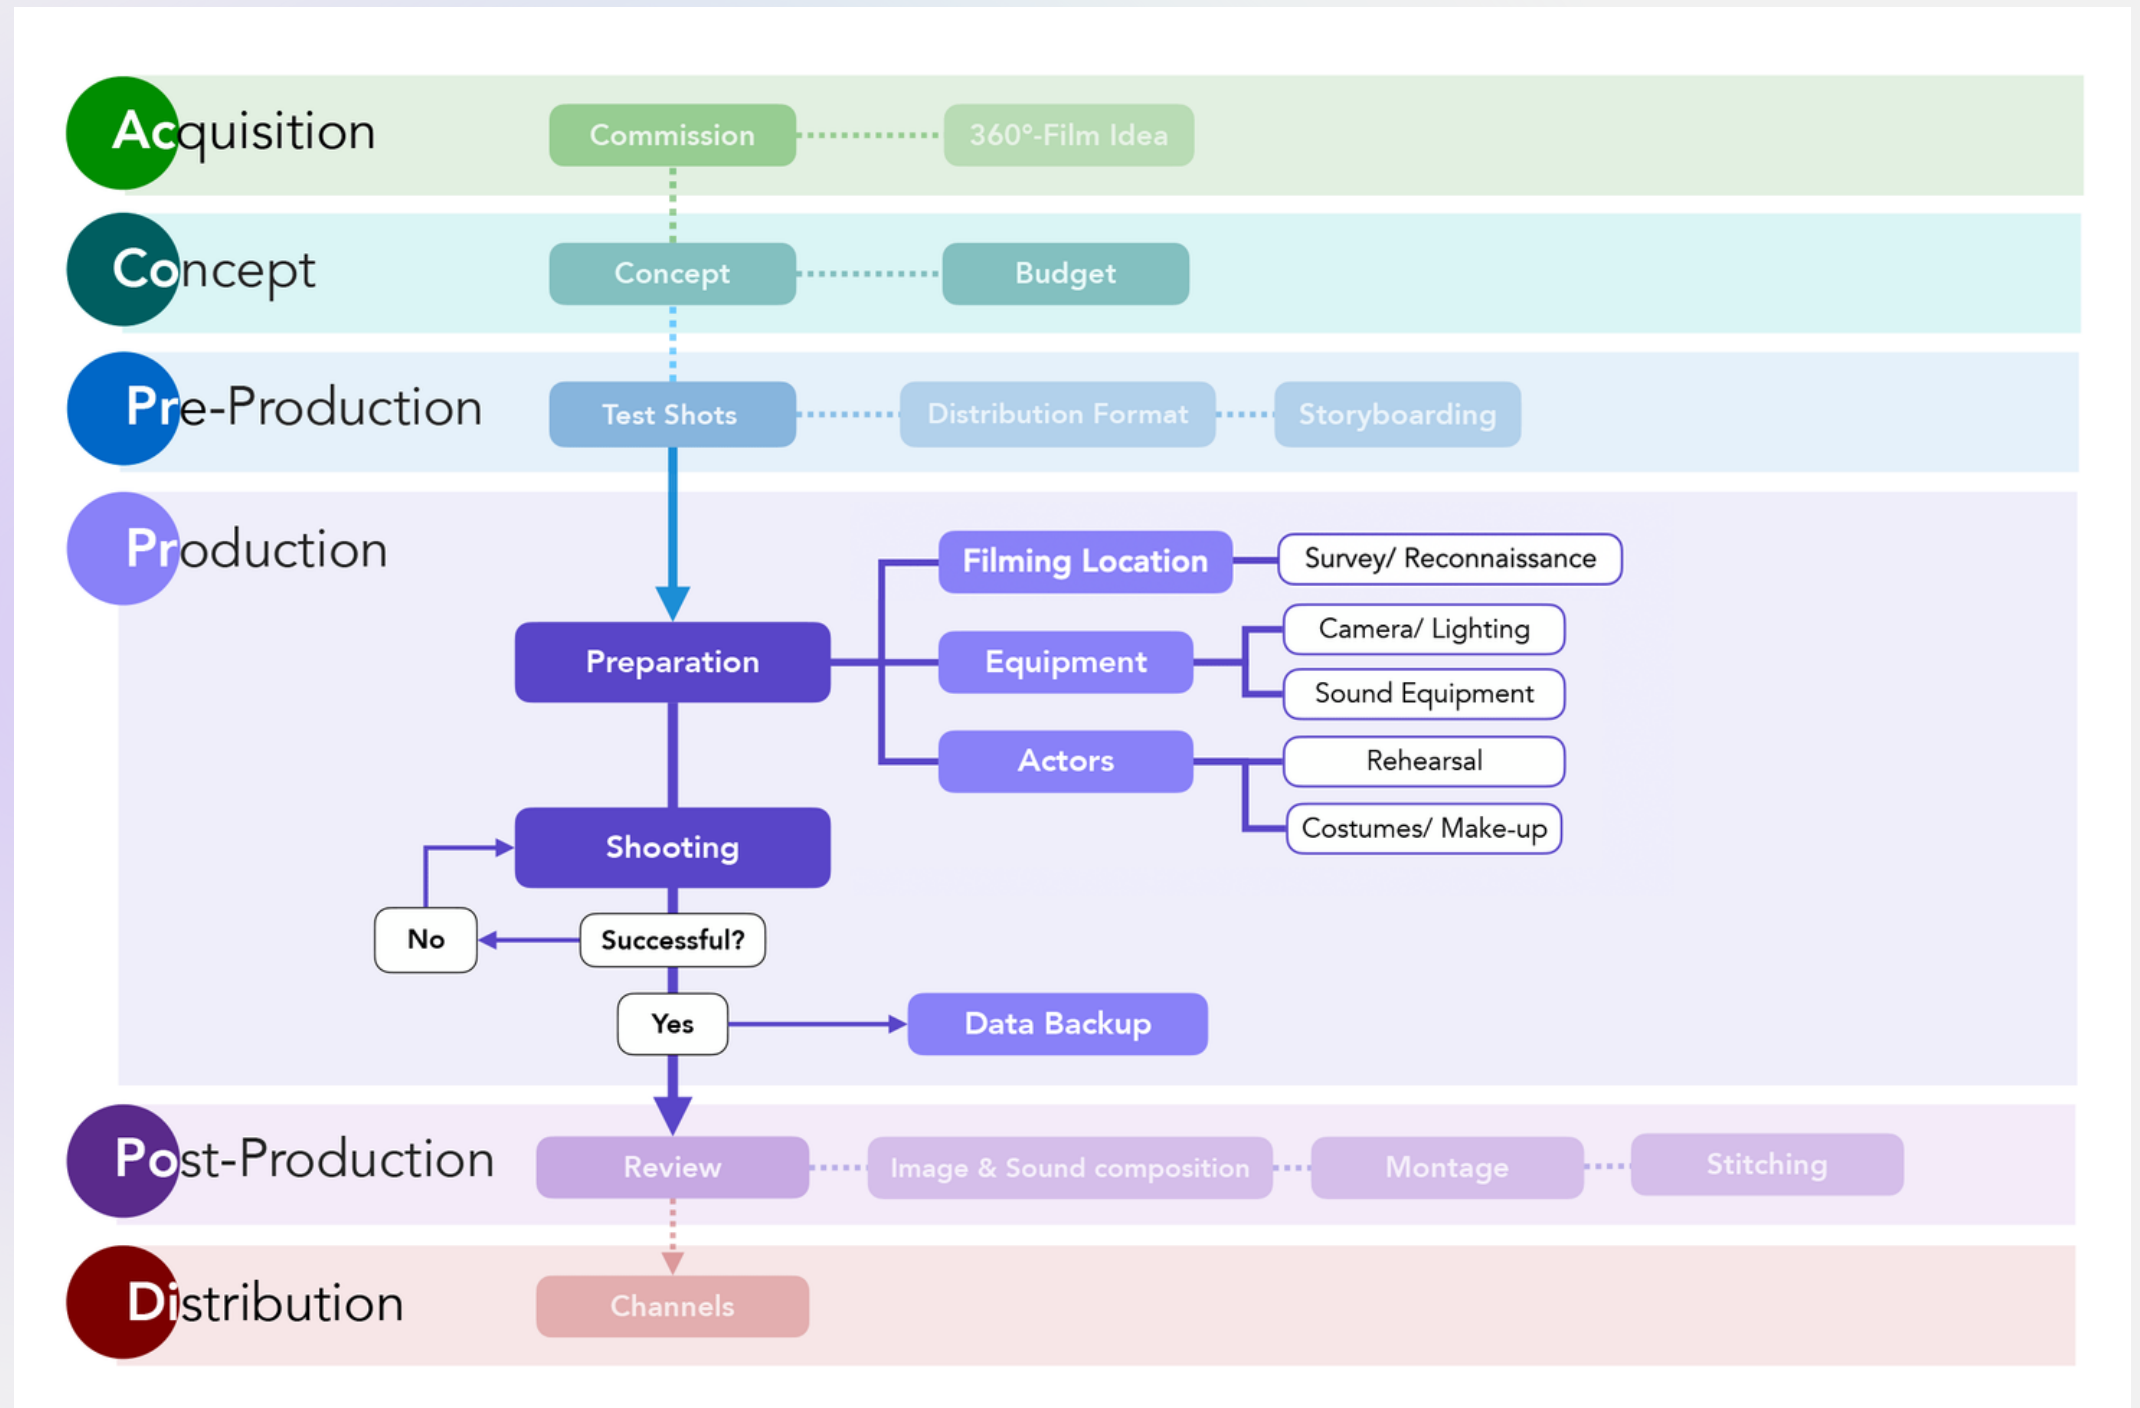 Acquisition
Commission
360°-Film Idea
Concept
Concept
Budget
Pre-Production
Test Shots
Distribution Format
Storyboarding
Production
Preparation
Filming Location
Survey/ Reconnaissance
Equipment
Camera/ Lighting
Sound Equipment
Actors
Rehearsal
Costumes/ Make-up
Shooting
Successful?
No
Yes
Data Backup
Post-Production
Review
Image & Sound composition
Montage
Stitching
Distribution
Channels